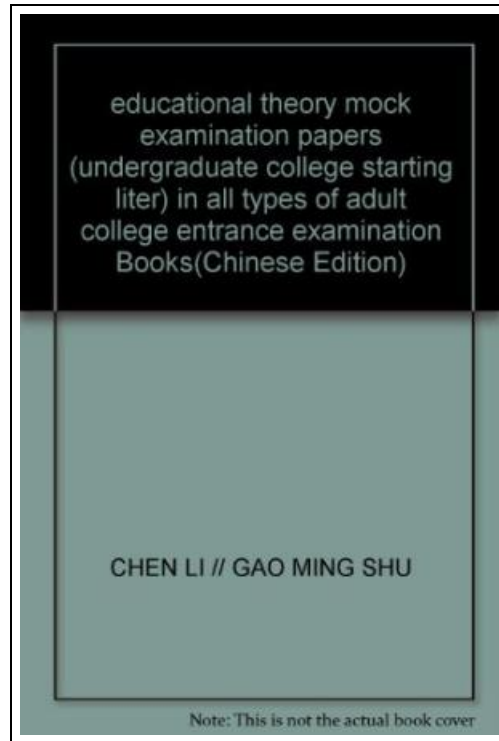 educational theory mock
examination papers
(undergraduate college starting
liter) in all types of adult
college entrance examination
Books(Chinese Edition)
CHEN LI // GAO MING SHU
Note: This is not the actual book cover